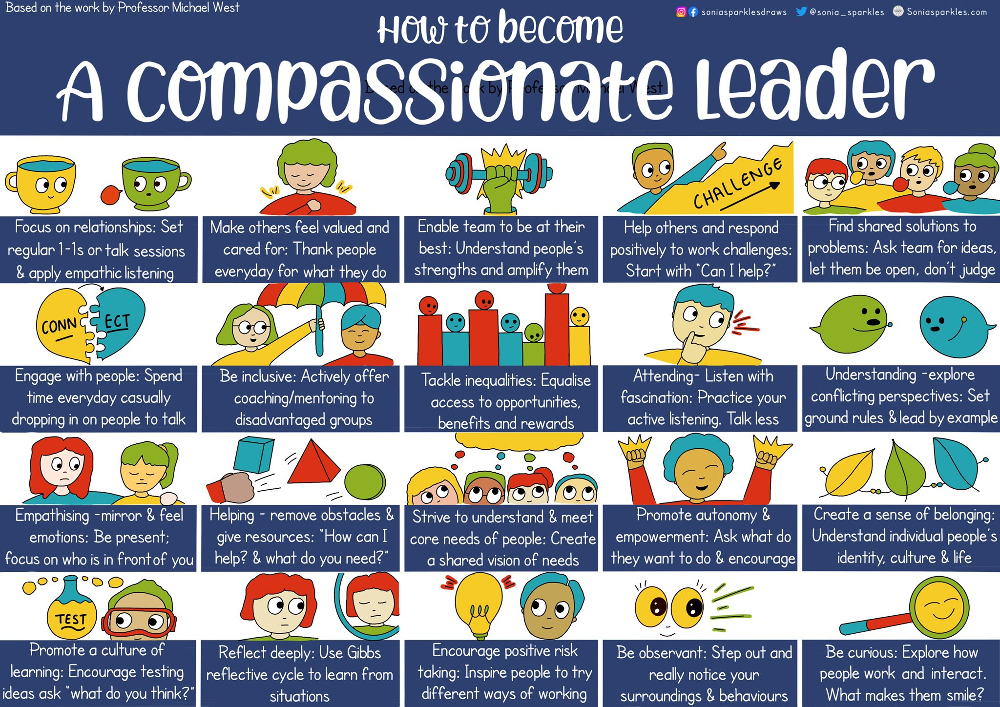 Based on the work by Professor Michael West
soniasparklesdraws @sonia_sparkles Soniasparkles.com
How to become
A compassionate Leader
Based on the work by Professor Michael West
CHALLENGE
Focus on relationships: Set
regular 1-1s or talk sessions
& apply empathic listening
Make others feel valued and
cared for: Thank people
everyday for what they do
Enable team to be at their
best: Understand people's
strengths and amplify them
Help others and respond
positively to work challenges:
Start with "Can I help?"
Find shared solutions to
problems: Ask team for ideas,
let them be open, don't judge
CONN ECT
Engage with people: Spend
time everyday casually
dropping in on people to talk
Be inclusive: Actively offer
coaching/mentoring to
disadvantaged groups
Tackle inequalities: Equalise
access to opportunities,
benefits and rewards
Attending- Listen with
fascination: Practice your
active listening. Talk less
Understanding -explore
conflicting perspectives: Set
ground rules & lead by example
Empathising -mirror & feel
emotions: Be present;
focus on who is in front of you
Helping - remove obstacles &
give resources: "How can I
help? & what do you need?"
Strive to understand & meet
core needs of people: Create
a shared vision of needs
Promote autonomy &
empowerment: Ask what do
they want to do & encourage
Create a sense of belonging:
Understand individual people's
identity, culture & life
TEST
Promote a culture of
learning: Encourage testing
ideas ask "what do you think?"
Reflect deeply: Use Gibbs
reflective cycle to learn from
situations
Encourage positive risk
taking: Inspire people to try
different ways of working
Be observant: Step out and
really notice your
surroundings & behaviours
Be curious: Explore how
people work and interact.
What makes them smile?